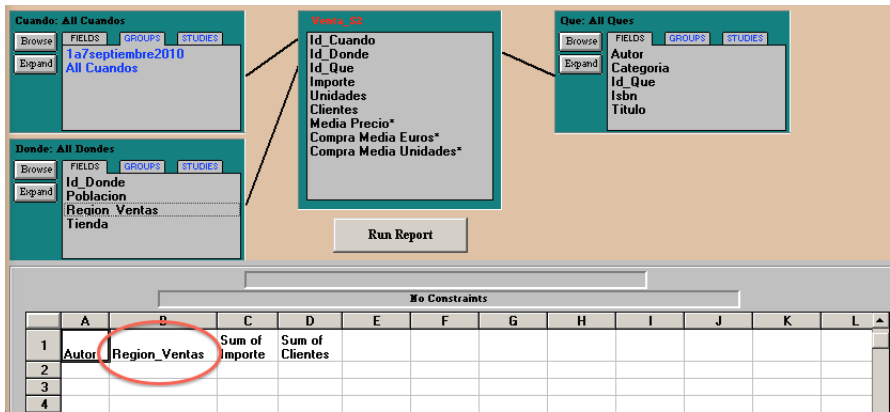 Cuando: All Cuandos
Browse
Expand
FIELDS GROUPS STUDIES
1a7septiembre2010
All Cuandos
Donde: All Dondes
Browse
Expand
FIELDS GROUPS STUDIES
Id_Donde
Poblacion
Region_Ventas
Tienda
Venta_SD
Id_Cuando
Id_Donde
Id_Que
Importe
Unidades
Clientes
Media Precio*
Compra Media Euros*
Compra Media Unidades*
Que: All Ques
Browse
Expand
FIELDS GROUPS STUDIES
Autor
Categoria
Id_Que
Isbn
Titulo
Run Report
No Constraints
A B C D E F G H I J K L
1 Autor Region_Ventas Sum of Importe Sum of Clientes
2
3
4